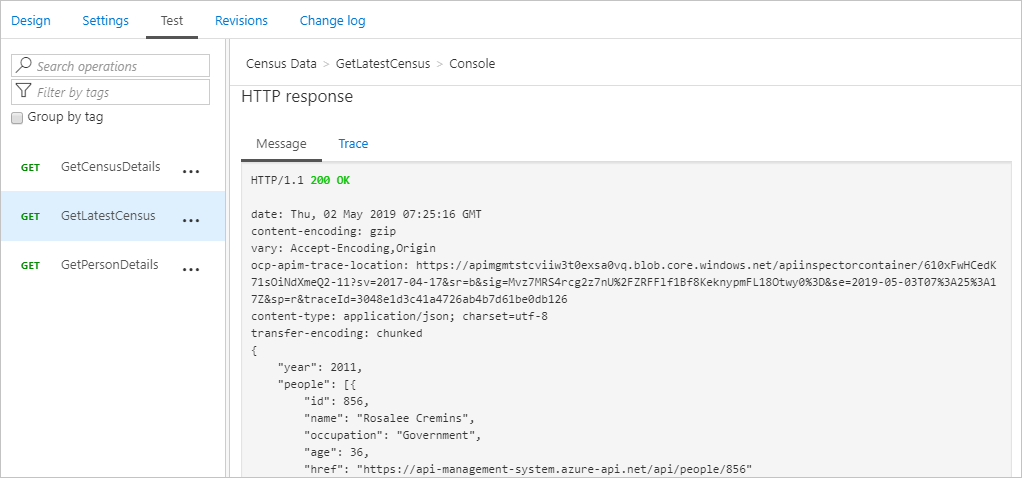 Design Settings Test Revisions Change log
Search operations
Filter by tags
Group by tag
GET GetCensusDetails ...
GET GetLatestCensus ...
GET GetPersonDetails ...
Census Data > GetLatestCensus > Console
HTTP response
Message Trace
HTTP/1.1 200 OK
date: Thu, 02 May 2019 07:25:16 GMT
content-encoding: gzip
vary: Accept-Encoding,Origin
ocp-apim-trace-location: https://apimgmtstcviiw3t0exsa0vq.blob.core.windows.net/apiinspectorcontainer/610xFwHCedK
71sOiNdXmeQ2-11?sv=2017-04-17&sr=b&sig=Mvz7MRS4rcg2z7nU%2FZRFFlf1Bf8KeknypmFL18Otwy0%3D&se=2019-05-03T07%3A25%3A1
7Z&sp=r&traceId=3048e1d3c41a4726ab4b7d61be0db126
content-type: application/json; charset=utf-8
transfer-encoding: chunked
{
    "year": 2011,
    "people": [{
        "id": 856,
        "name": "Rosalee Cremins",
        "occupation": "Government",
        "age": 36,
        "href": "https://api-management-system.azure-api.net/api/people/856"